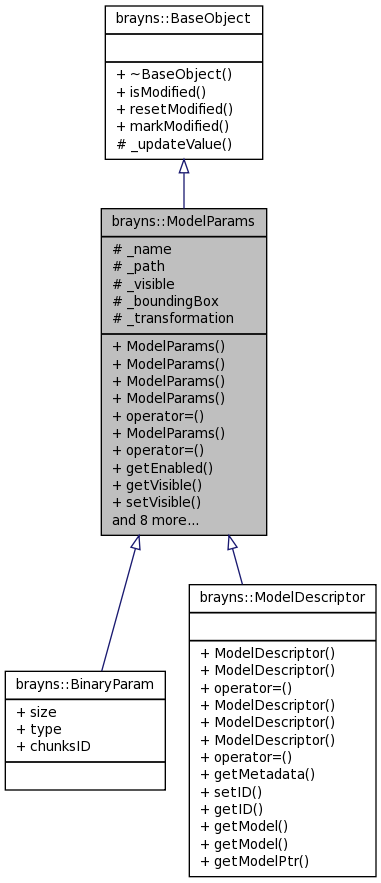 brayns::BaseObject
+ ~BaseObject()
+ isModified()
+ resetModified()
+ markModified()
# _updateValue()
brayns::ModelParams
# _name
# _path
# _visible
# _boundingBox
# _transformation
+ ModelParams()
+ ModelParams()
+ ModelParams()
+ ModelParams()
+ operator=()
+ ModelParams()
+ operator=()
+ getEnabled()
+ getVisible()
+ setVisible()
and 8 more...
brayns::BinaryParam
+ size
+ type
+ chunksID
brayns::ModelDescriptor
+ ModelDescriptor()
+ ModelDescriptor()
+ operator=()
+ ModelDescriptor()
+ ModelDescriptor()
+ ModelDescriptor()
+ operator=()
+ getMetadata()
+ setID()
+ getID()
+ getModel()
+ getModel()
+ getModelPtr()